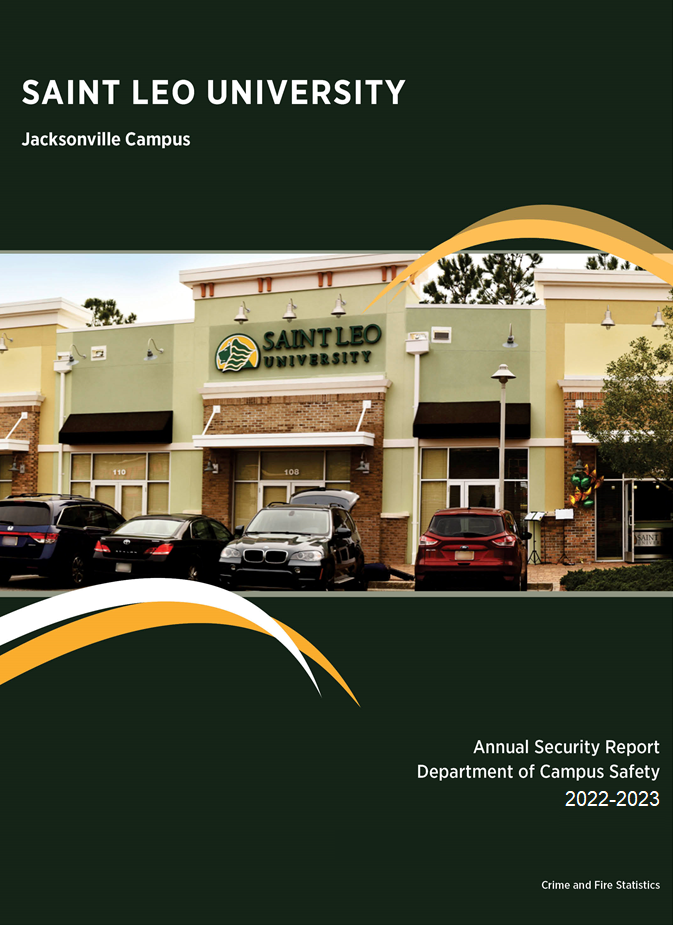 SAINT LEO UNIVERSITY
Jacksonville Campus
SAINT LEO
UNIVERSITY
110
108
SAINT
Annual Security Report
Department of Campus Safety
2022-2023
Crime and Fire Statistics